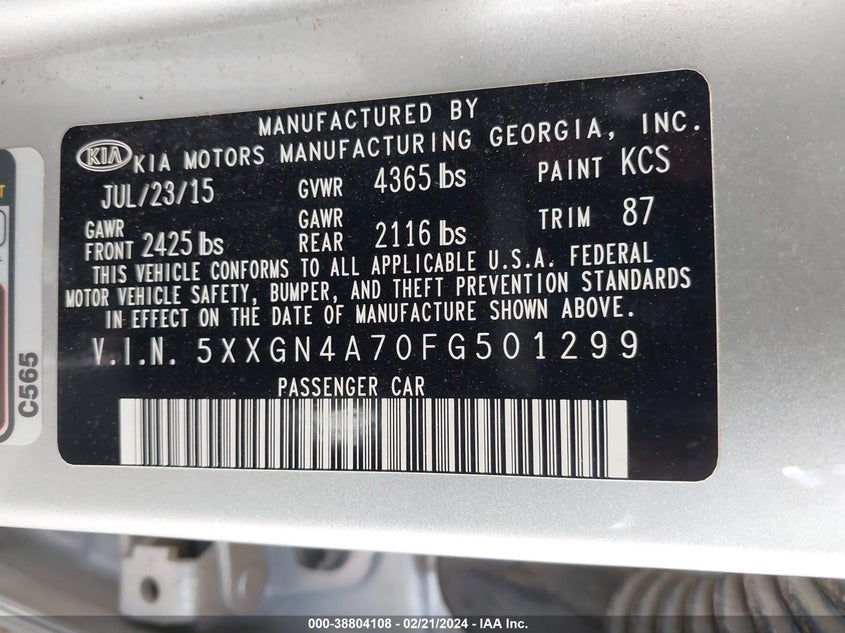 MANUFACTURED BY
KIA KIA MOTORS MANUFACTURING GEORGIA, INC.
JUL/23/15 GVWR 4365 lbs PAINT KCS
GAWR FRONT 2425 lbs GAWR REAR 2116 lbs TRIM 87
THIS VEHICLE CONFORMS TO ALL APPLICABLE U.S.A. FEDERAL
MOTOR VEHICLE SAFETY, BUMPER, AND THEFT PREVENTION STANDARDS
IN EFFECT ON THE DATE OF MANUFACTURE SHOWN ABOVE.
V.I.N. 5XXGN4A70FG501299
PASSENGER CAR
C565
000-38804108 - 02/21/2024 - IAA Inc.